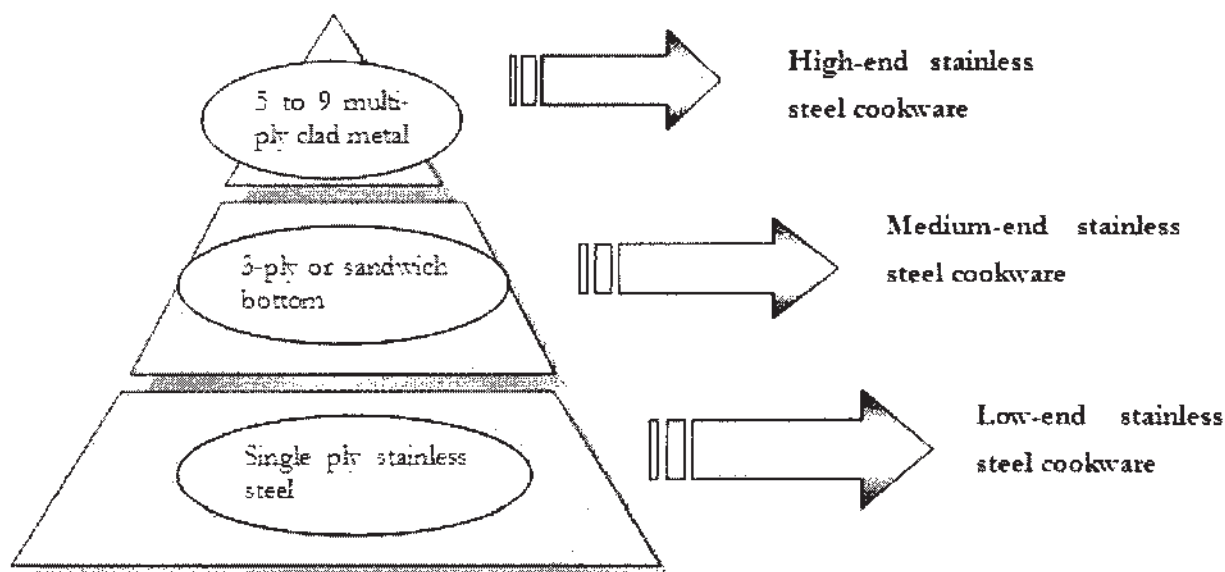 High-end stainless
steel cookware
5 to 9 multi-
ply clad metal
Medium-end stainless
steel cookware
3-ply or sandwich
bottom
Low-end stainless
steel cookware
Single ply stainless
steel